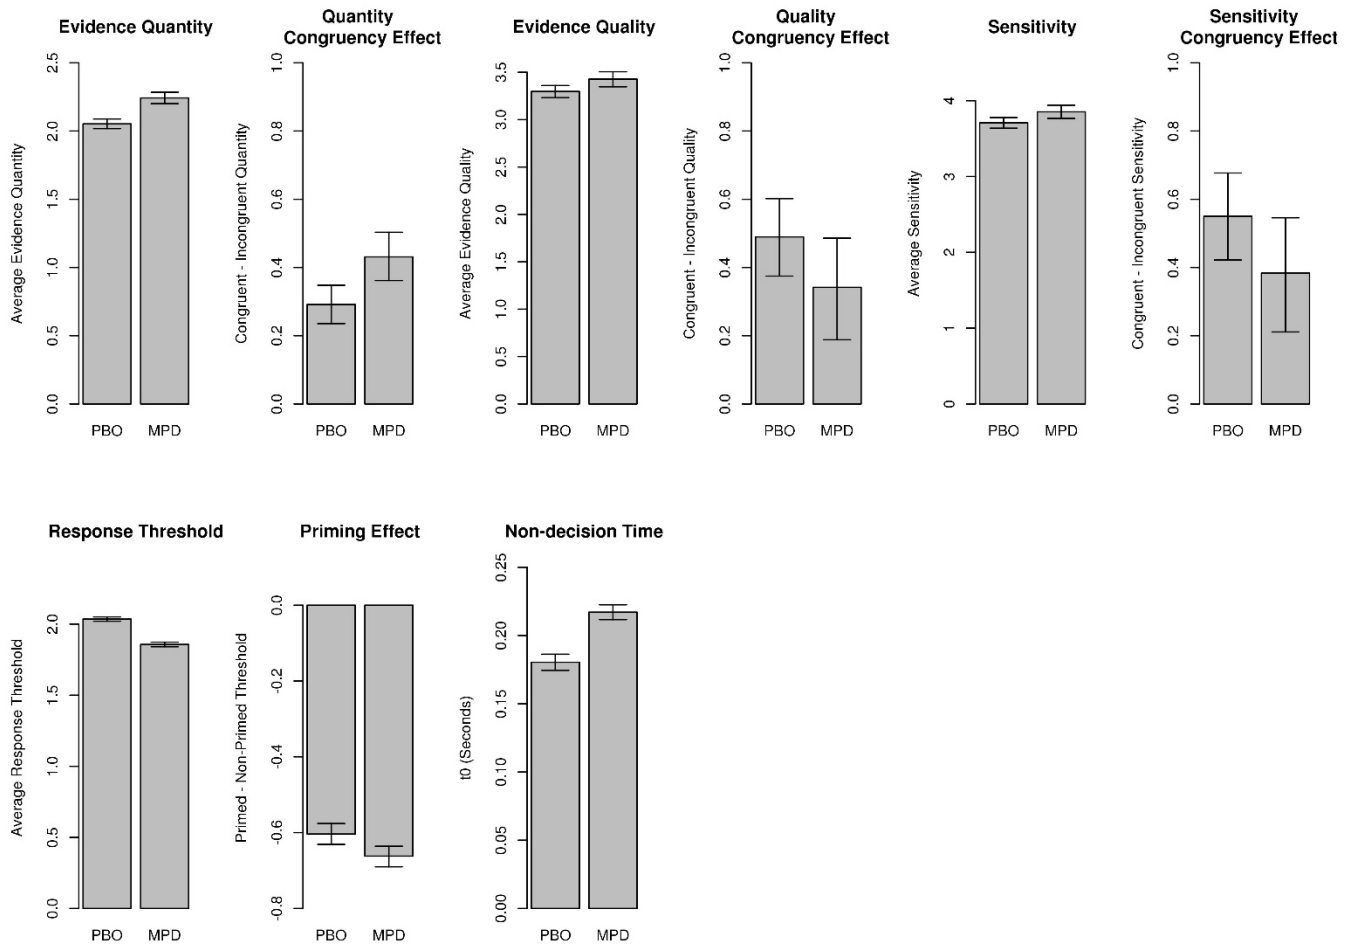 Evidence Quantity
Average Evidence Quantity
2.5
2.0
1.5
1.0
0.5
0.0
PBO MPD
Quantity
Congruency Effect
Congruent - Incongruent Quantity
1.0
0.8
0.6
0.4
0.2
0.0
PBO MPD
Evidence Quality
Average Evidence Quality
3.5
3.0
2.5
2.0
1.5
1.0
0.5
0.0
PBO MPD
Quality
Congruency Effect
Congruent - Incongruent Quality
1.0
0.8
0.6
0.4
0.2
0.0
PBO MPD
Sensitivity
Average Sensitivity
4
3
2
1
0
PBO MPD
Sensitivity
Congruency Effect
Congruent - Incongruent Sensitivity
1.0
0.8
0.6
0.4
0.2
0.0
PBO MPD
Response Threshold
Average Response Threshold
2.0
1.5
1.0
0.5
0.0
PBO MPD
Priming Effect
Primed - Non-Primed Threshold
0.0
-0.2
-0.4
-0.6
-0.8
PBO MPD
Non-decision Time
t0 (Seconds)
0.25
0.20
0.15
0.10
0.05
0.00
PBO MPD